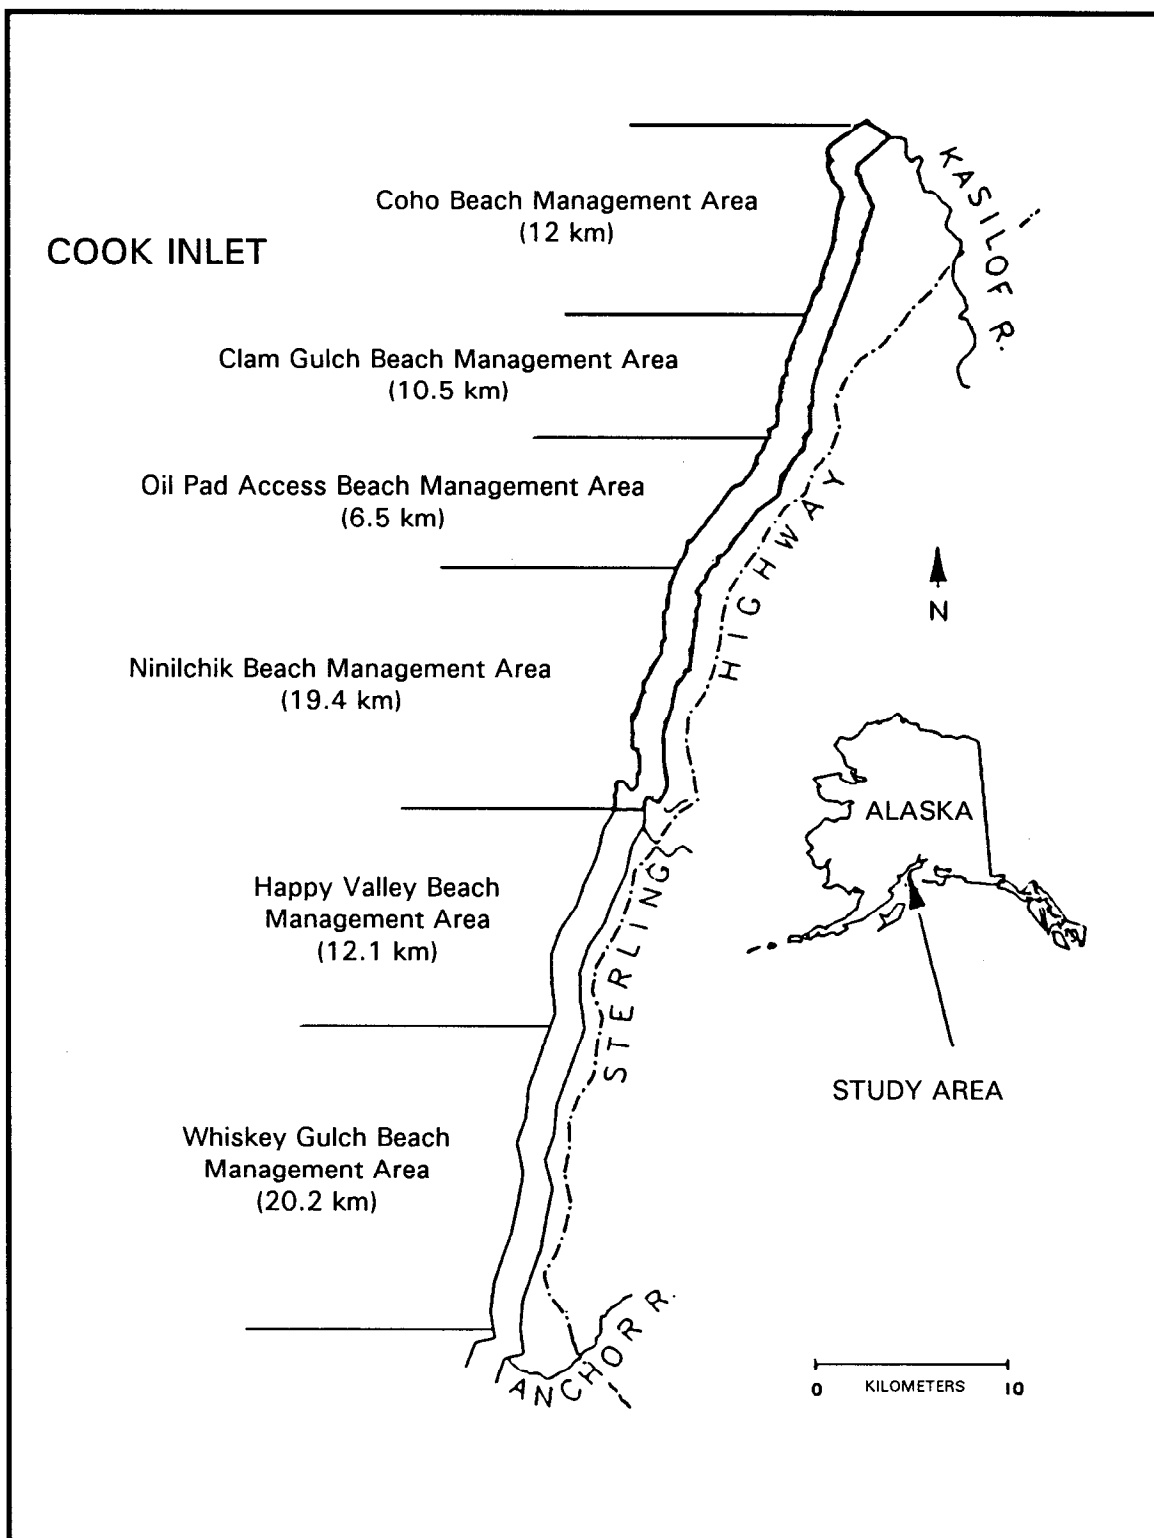 COOK INLET
Coho Beach Management Area
(12 km)
KASILOF R.
Clam Gulch Beach Management Area
(10.5 km)
Oil Pad Access Beach Management Area
(6.5 km)
HIGHWAY
N
Ninilchik Beach Management Area
(19.4 km)
ALASKA
Happy Valley Beach
Management Area
(12.1 km)
STERLING
STUDY AREA
Whiskey Gulch Beach
Management Area
(20.2 km)
ANCHOR R.
0 KILOMETERS 10